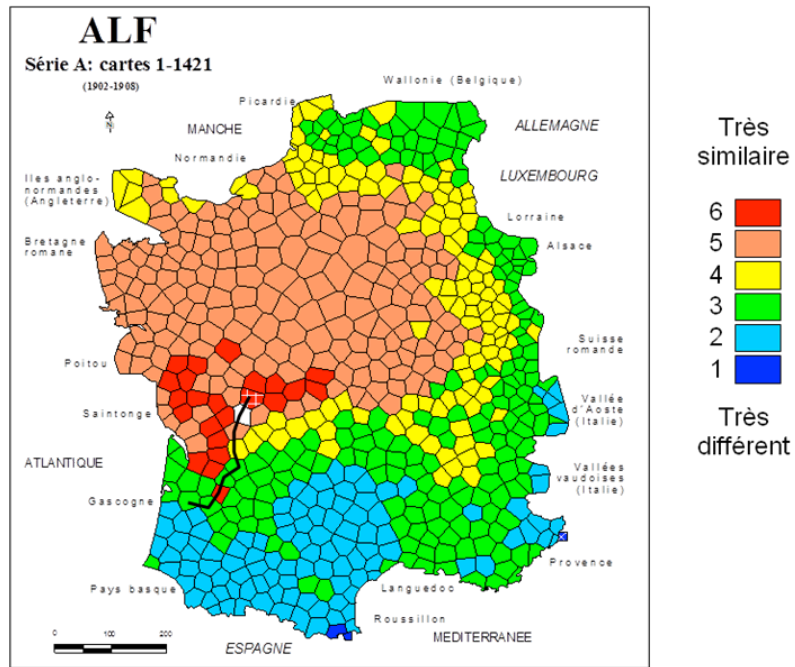 ALF
Série A: cartes 1-1421
(1902-1908)
N
Wallonie (Belgique)
Picardie
MANCHE
ALLEMAGNE
Normandie
Iles anglo-
normandes
(Angleterre)
LUXEMBOURG
Lorraine
Bretagne
romane
Alsace
Poitou
Suisse
romande
Saintonge
Vallée
d'Aoste
(Italie)
ATLANTIQUE
Vallées
vaudoises
(Italie)
Gascogne
Provence
Pays basque
Languedoc
Roussillon
MEDITERRANEE
ESPAGNE
0 100 200
Très
similaire
6
5
4
3
2
1
Très
différent